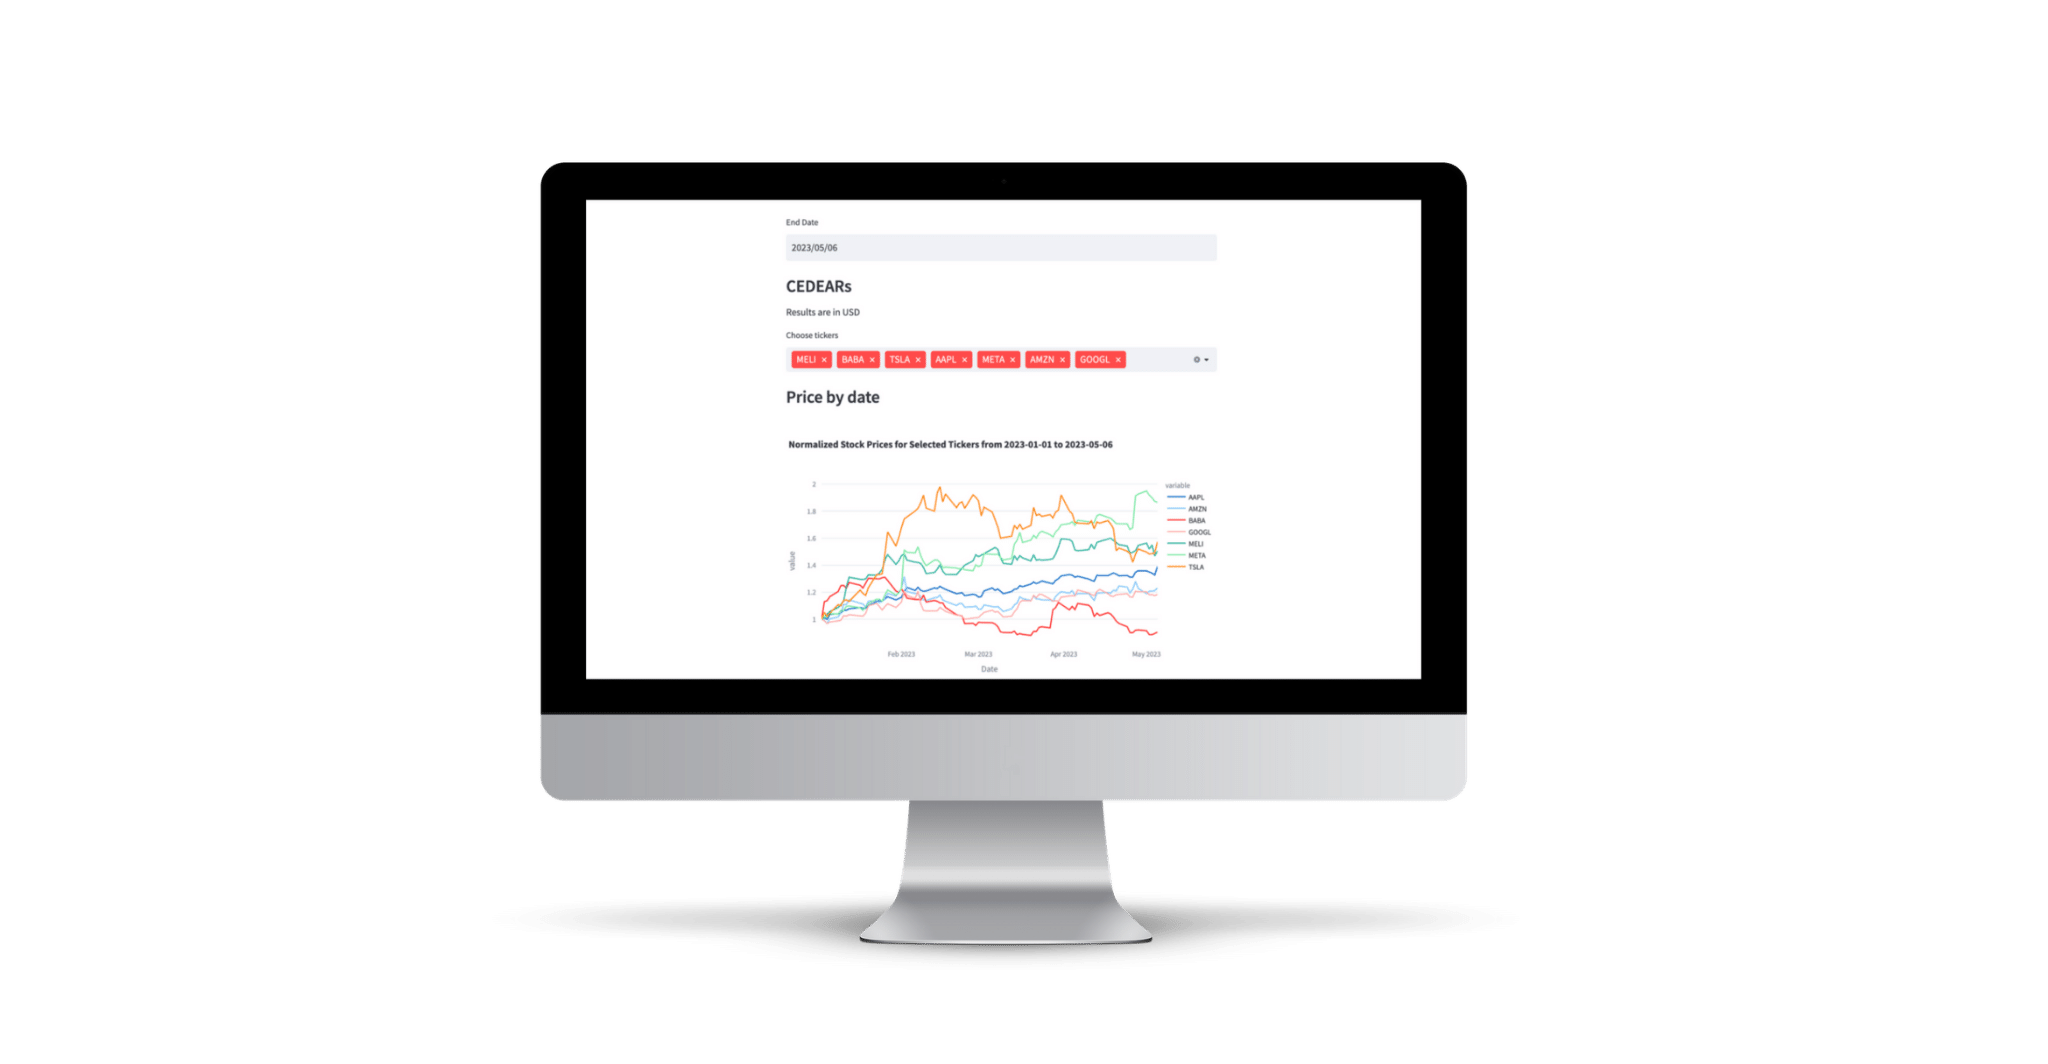 End Date
2023/05/06
CEDEARs
Results are in USD
Choose tickers
MELI × BABA × TSLA × AAPL × META × AMZN × GOOGL ×
Price by date
Normalized Stock Prices for Selected Tickers from 2023-01-01 to 2023-05-06
variable
AAPL
AMZN
BABA
GOOGL
MELI
META
TSLA
value
2
1.8
1.6
1.4
1.2
1
Feb 2023 Mar 2023 Apr 2023 May 2023
Date